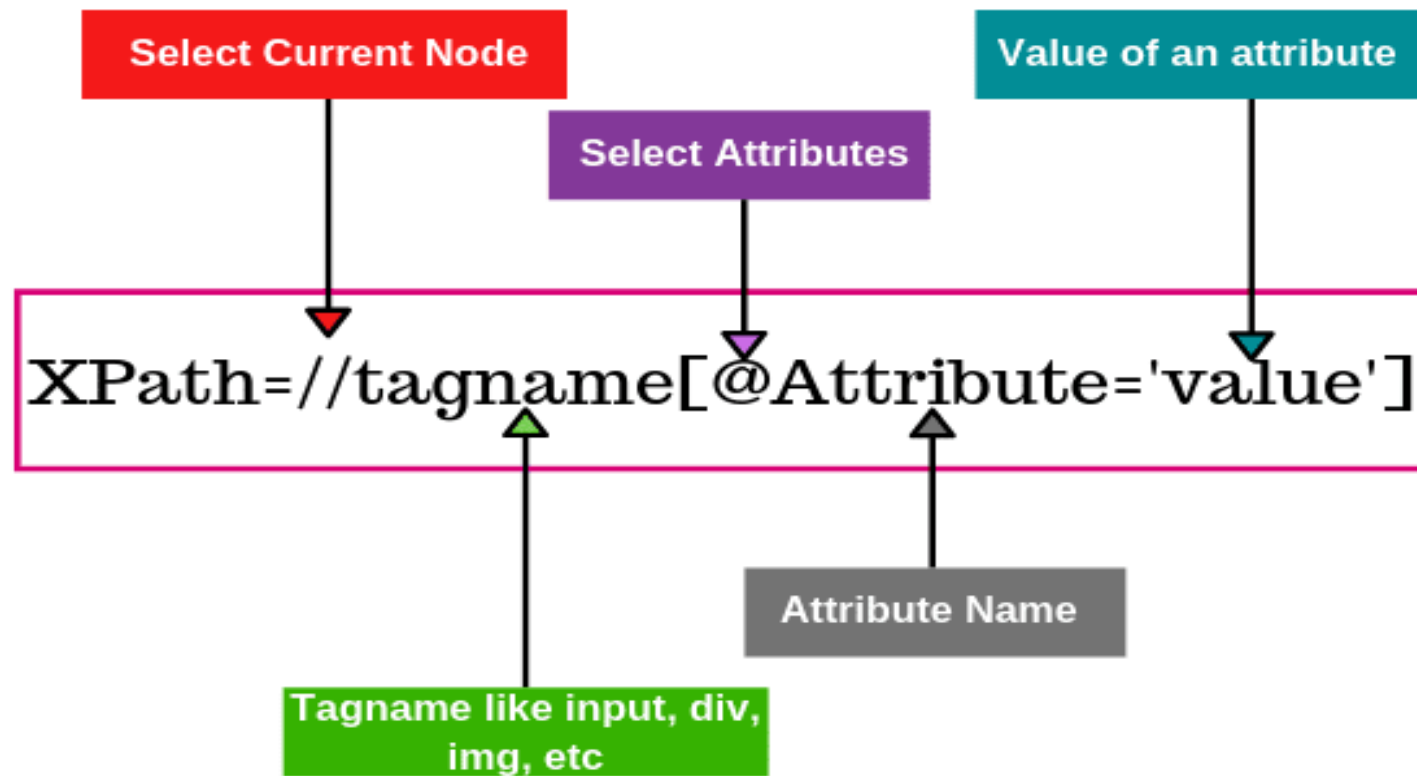 Select Current Node
Value of an attribute
Select Attributes
XPath=//tagname[@Attribute='value']
Attribute Name
Tagname like input, div,
img, etc